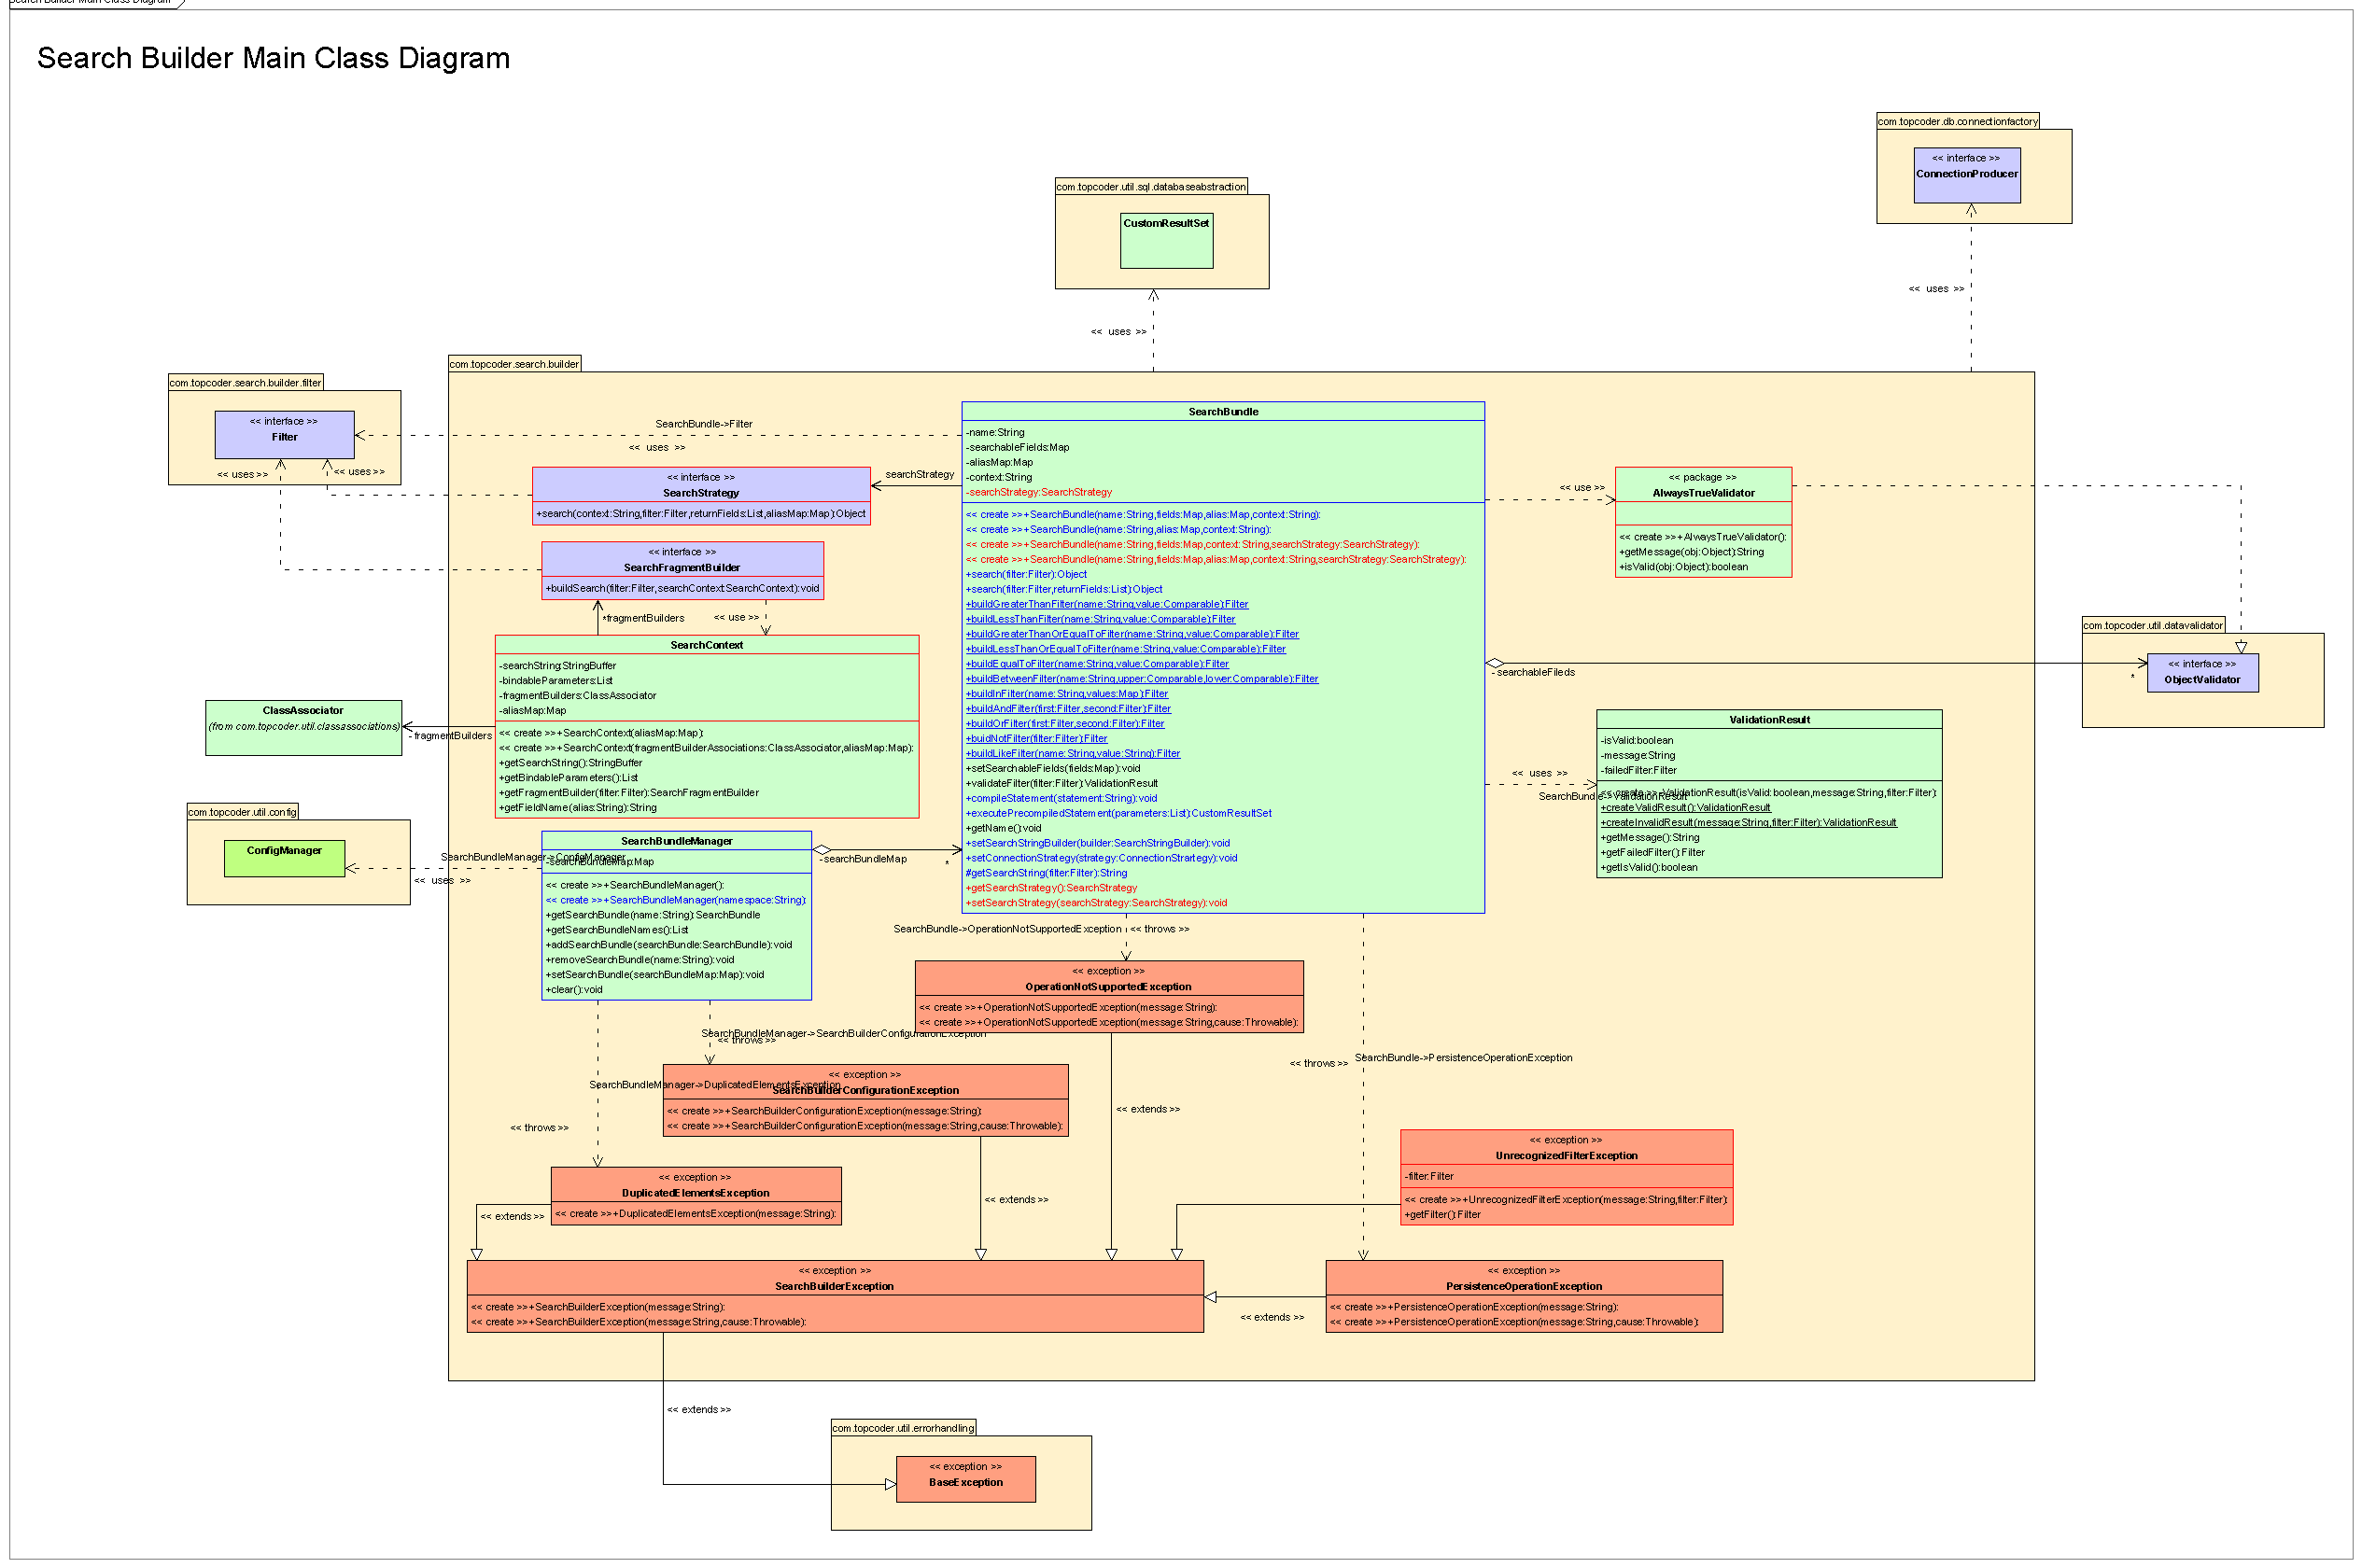 Search Builder Main Class Diagram
Search Builder Main Class Diagram
com.topcoder.db.connectionfactory
<< interface >>
ConnectionProducer
<< uses >>
com.topcoder.util.sql.databaseabstraction
CustomResultSet
<< uses >>
com.topcoder.search.builder
com.topcoder.search.builder.filter
<< interface >>
Filter
<< uses >>
<< uses >>
SearchBundle->Filter
<< uses >>
<< interface >>
SearchStrategy
+search(context:String,filter:Filter,returnFields:List,aliasMap:Map):Object
searchStrategy
<< interface >>
SearchFragmentBuilder
+buildSearch(filter:Filter,searchContext:SearchContext):void
*fragmentBuilders
<< use >>
SearchContext
-searchString:StringBuffer
-bindableParameters:List
-fragmentBuilders:ClassAssociator
-aliasMap:Map
<< create >>+SearchContext(aliasMap:Map):
<< create >>+SearchContext(fragmentBuilderAssociations:ClassAssociator,aliasMap:Map):
+getSearchString():StringBuffer
+getBindableParameters():List
+getFragmentBuilder(filter:Filter):SearchFragmentBuilder
+getFieldName(alias:String):String
ClassAssociator
(from com.topcoder.util.classassociations)
- fragmentBuilders
com.topcoder.util.config
ConfigManager
SearchBundleManager->ConfigManager
<< uses >>
SearchBundleManager
-searchBundleMap:Map
<< create >>+SearchBundleManager():
<< create >>+SearchBundleManager(namespace:String):
+getSearchBundle(name:String):SearchBundle
+getSearchBundleNames():List
+addSearchBundle(searchBundle:SearchBundle):void
+removeSearchBundle(name:String):void
+setSearchBundle(searchBundleMap:Map):void
+clear():void
-searchBundleMap
*
SearchBundle
-name:String
-searchableFields:Map
-aliasMap:Map
-context:String
-searchStrategy:SearchStrategy
<< create >>+SearchBundle(name:String,fields:Map,alias:Map,context:String):
<< create >>+SearchBundle(name:String,alias:Map,context:String):
<< create >>+SearchBundle(name:String,fields:Map,context:String,searchStrategy:SearchStrategy):
<< create >>+SearchBundle(name:String,fields:Map,alias:Map,context:String,searchStrategy:SearchStrategy):
+search(filter:Filter):Object
+search(filter:Filter,returnFields:List):Object
+buildGreaterThanFilter(name:String,value:Comparable):Filter
+buildLessThanFilter(name:String,value:Comparable):Filter
+buildGreaterThanOrEqualToFilter(name:String,value:Comparable):Filter
+buildLessThanOrEqualToFilter(name:String,value:Comparable):Filter
+buildEqualToFilter(name:String,value:Comparable):Filter
+buildBetweenFilter(name:String,upper:Comparable,lower:Comparable):Filter
+buildInFilter(name:String,values:Map):Filter
+buildAndFilter(first:Filter,second:Filter):Filter
+buildOrFilter(first:Filter,second:Filter):Filter
+buidNotFilter(filter:Filter):Filter
+buildLikeFilter(name:String,value:String):Filter
+setSearchableFields(fields:Map):void
+validateFilter(filter:Filter):ValidationResult
+compileStatement(statement:String):void
+executePrecompiledStatement(parameters:List):CustomResultSet
+getName():void
+setSearchStringBuilder(builder:SearchStringBuilder):void
+setConnectionStrategy(strategy:ConnectionStrartegy):void
#getSearchString(filter:Filter):String
+getSearchStrategy():SearchStrategy
+setSearchStrategy(searchStrategy:SearchStrategy):void
<< use >>
<< package >>
AlwaysTrueValidator
<< create >>+AlwaysTrueValidator():
+getMessage(obj:Object):String
+isValid(obj:Object):boolean
com.topcoder.util.datavalidator
<< interface >>
ObjectValidator
-searchableFileds
*
ValidationResult
-isValid:boolean
-message:String
-failedFilter:Filter
<< create >>-ValidationResult(isValid:boolean,message:String,filter:Filter):
+createValidResult():ValidationResult
+createInvalidResult(message:String,filter:Filter):ValidationResult
+getMessage():String
+getFailedFilter():Filter
+getIsValid():boolean
<< uses >>
SearchBundle->ValidationResult
SearchBundle->OperationNotSupportedException
<< throws >>
<< exception >>
OperationNotSupportedException
<< create >>+OperationNotSupportedException(message:String):
<< create >>+OperationNotSupportedException(message:String,cause:Throwable):
SearchBundleManager->SearchBuilderConfigurationException
<< throws >>
<< exception >>
SearchBuilderConfigurationException
<< create >>+SearchBuilderConfigurationException(message:String):
<< create >>+SearchBuilderConfigurationException(message:String,cause:Throwable):
SearchBundleManager->DuplicatedElementsException
<< throws >>
<< throws >>
SearchBundle->PersistenceOperationException
<< extends >>
<< exception >>
DuplicatedElementsException
<< create >>+DuplicatedElementsException(message:String):
<< extends >>
<< extends >>
<< exception >>
UnrecognizedFilterException
-filter:Filter
<< create >>+UnrecognizedFilterException(message:String,filter:Filter):
+getFilter():Filter
<< exception >>
SearchBuilderException
<< create >>+SearchBuilderException(message:String):
<< create >>+SearchBuilderException(message:String,cause:Throwable):
<< extends >>
<< exception >>
PersistenceOperationException
<< create >>+PersistenceOperationException(message:String):
<< create >>+PersistenceOperationException(message:String,cause:Throwable):
<< extends >>
com.topcoder.util.errorhandling
<< exception >>
BaseException